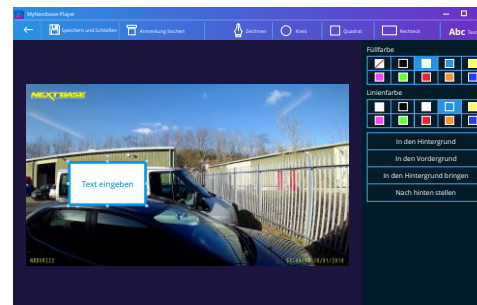 MyNextbase-Player
Speichern und Schließen
Anmerkung löschen
Zeichnen
Kreis
Quadrat
Rechteck
Abc
Füllfarbe
Linienfarbe
In den Hintergrund
In den Vordergrund
In den Hintergrund bringen
Nach hinten stellen
NEXTBASE
Text eingeben